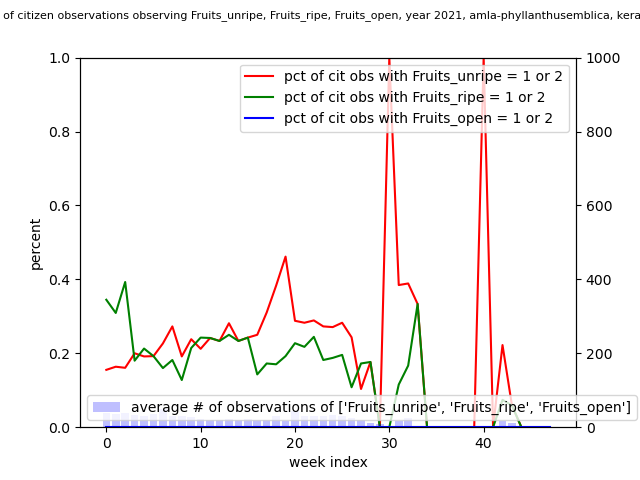 of citizen observations observing Fruits_unripe, Fruits_ripe, Fruits_open, year 2021, amla-phyllanthusemblica, kera
1.0
0.8
0.6
0.4
0.2
0.0
percent
pct of cit obs with Fruits_unripe = 1 or 2
pct of cit obs with Fruits_ripe = 1 or 2
pct of cit obs with Fruits_open = 1 or 2
average # of observations of ['Fruits_unripe', 'Fruits_ripe', 'Fruits_open']
1000
800
600
400
200
0
0 10 20 30 40
week index